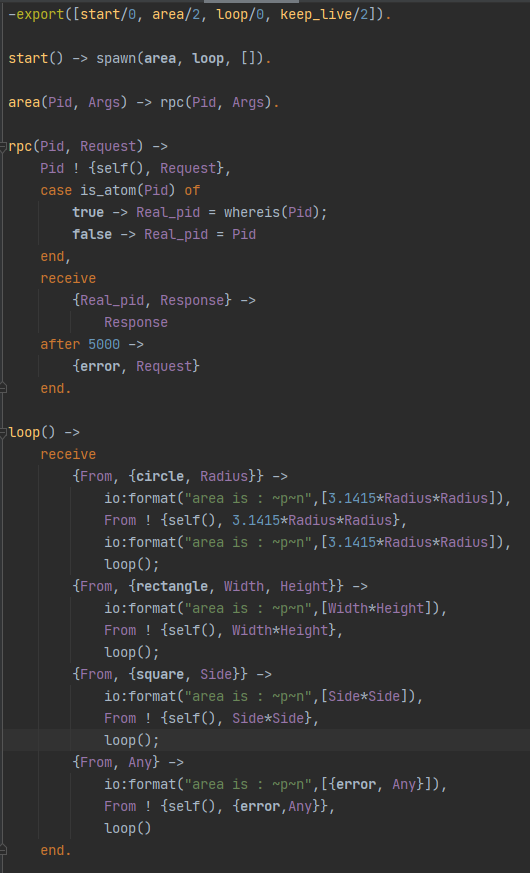 -export([start/0, area/2, loop/0, keep_live/2]).

start() -> spawn(area, loop, []).

area(Pid, Args) -> rpc(Pid, Args).

rpc(Pid, Request) ->
    Pid ! {self(), Request},
    case is_atom(Pid) of
        true -> Real_pid = whereis(Pid);
        false -> Real_pid = Pid
    end,
    receive
        {Real_pid, Response} ->
            Response
    after 5000 ->
        {error, Request}
    end.

loop() ->
    receive
        {From, {circle, Radius}} ->
            io:format("area is : ~p~n",[3.1415*Radius*Radius]),
            From ! {self(), 3.1415*Radius*Radius},
            io:format("area is : ~p~n",[3.1415*Radius*Radius]),
            loop();
        {From, {rectangle, Width, Height}} ->
            io:format("area is : ~p~n",[Width*Height]),
            From ! {self(), Width*Height},
            loop();
        {From, {square, Side}} ->
            io:format("area is : ~p~n",[Side*Side]),
            From ! {self(), Side*Side},
            loop();
        {From, Any} ->
            io:format("area is : ~p~n",[{error, Any}]),
            From ! {self(), {error,Any}},
            loop()
    end.